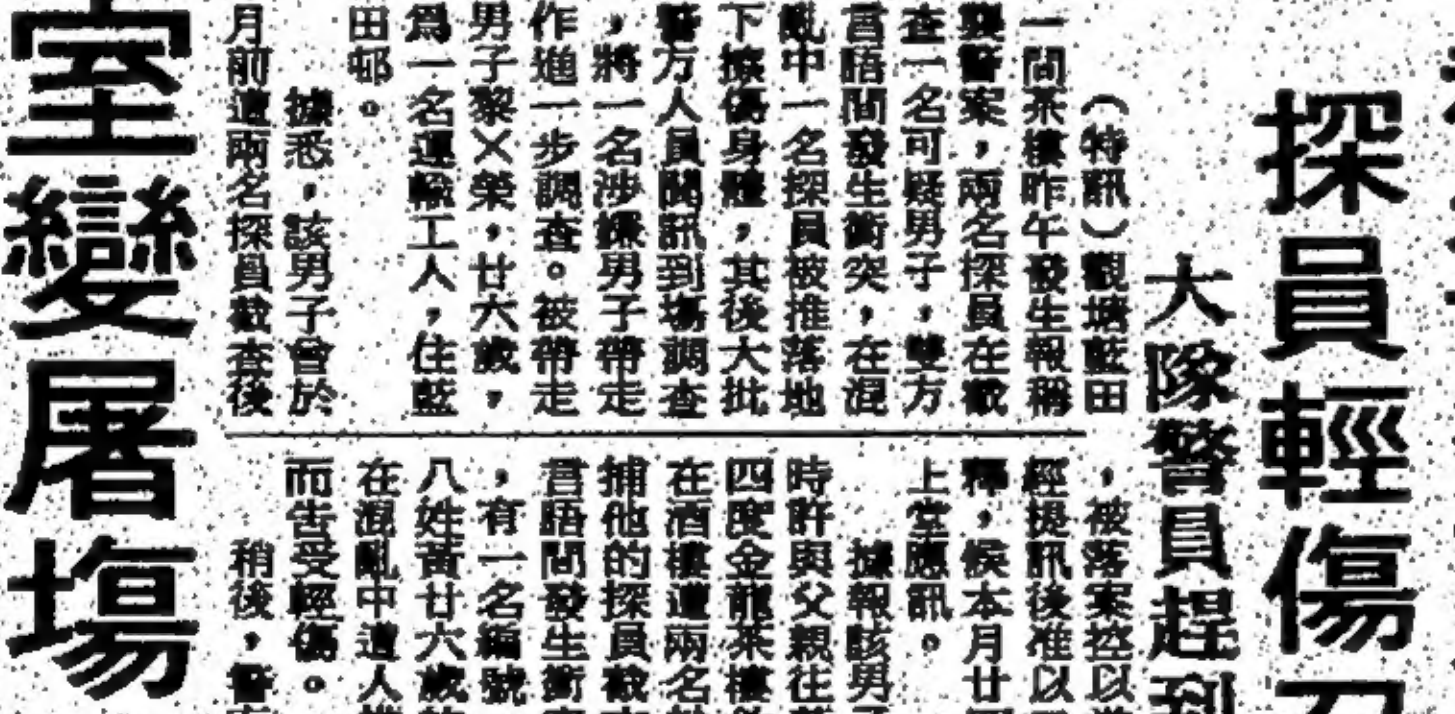 探員輕傷
大隊警員趕到
(特訊)觀塘藍田
一間茶樓昨午發生報稱
襲警案,兩名探員在截
查一名可疑男子,雙方
言語間發生衝突,在混
亂中一名探員被推落地
下擦傷身體,其後大批
警方人員聞訊到塲調查
,將一名涉嫌男子帶走
作進一步調查。被帶走
男子黎×榮,廿六歲,
爲一名運輸工人,住藍
田邨。
據悉,該男子曾於
月前遭兩名探員截查後
,被落案控以
經提訊後准以
釋,候本月廿
上堂應訊。
據報該男子
時許與父親往
四度金龍茶樓
在酒樓遭兩名
捕他的探員截
言語間發生衝
,有一名編號
八姓黃廿六歲
在混亂中遭人
而告受輕傷。
稍後,警
室變屠塲